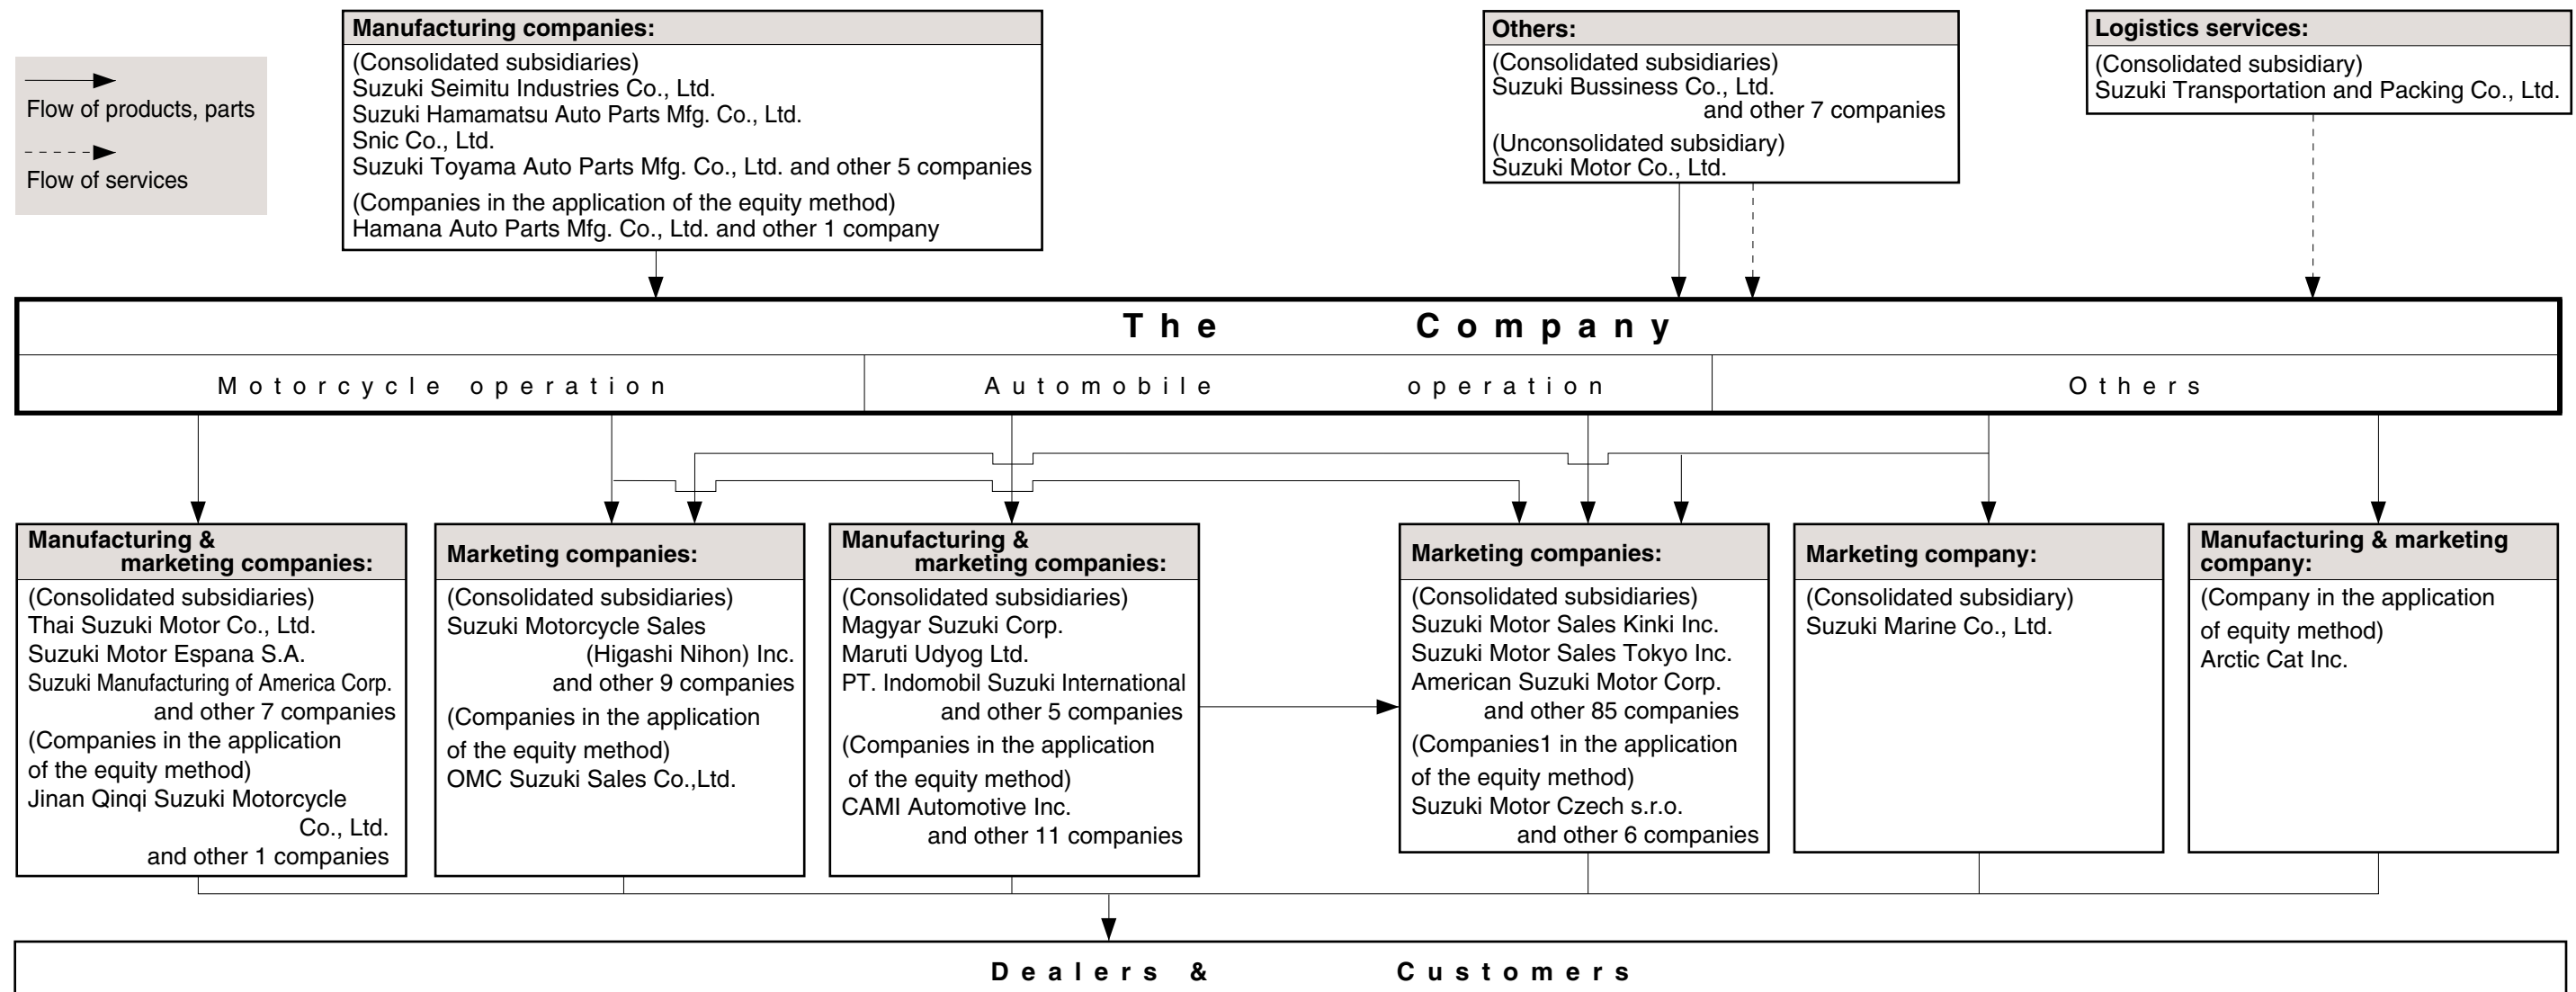 Flow of products, parts
Flow of services
Manufacturing companies:
(Consolidated subsidiaries)
Suzuki Seimitu Industries Co., Ltd.
Suzuki Hamamatsu Auto Parts Mfg. Co., Ltd.
Snic Co., Ltd.
Suzuki Toyama Auto Parts Mfg. Co., Ltd. and other 5 companies
(Companies in the application of the equity method)
Hamana Auto Parts Mfg. Co., Ltd. and other 1 company
Others:
(Consolidated subsidiaries)
Suzuki Bussiness Co., Ltd.
and other 7 companies
(Unconsolidated subsidiary)
Suzuki Motor Co., Ltd.
Logistics services:
(Consolidated subsidiary)
Suzuki Transportation and Packing Co., Ltd.
The Company
Motorcycle operation
Automobile operation
Others
Manufacturing &
marketing companies:
(Consolidated subsidiaries)
Thai Suzuki Motor Co., Ltd.
Suzuki Motor Espana S.A.
Suzuki Manufacturing of America Corp.
and other 7 companies
(Companies in the application
of the equity method)
Jinan Qinqi Suzuki Motorcycle
Co., Ltd.
and other 1 companies
Marketing companies:
(Consolidated subsidiaries)
Suzuki Motorcycle Sales
(Higashi Nihon) Inc.
and other 9 companies
(Companies in the application
of the equity method)
OMC Suzuki Sales Co.,Ltd.
Manufacturing &
marketing companies:
(Consolidated subsidiaries)
Magyar Suzuki Corp.
Maruti Udyog Ltd.
PT. Indomobil Suzuki International
and other 5 companies
(Companies in the application
of the equity method)
CAMI Automotive Inc.
and other 11 companies
Marketing companies:
(Consolidated subsidiaries)
Suzuki Motor Sales Kinki Inc.
Suzuki Motor Sales Tokyo Inc.
American Suzuki Motor Corp.
and other 85 companies
(Companies1 in the application
of the equity method)
Suzuki Motor Czech s.r.o.
and other 6 companies
Marketing company:
(Consolidated subsidiary)
Suzuki Marine Co., Ltd.
Manufacturing & marketing
company:
(Company in the application
of equity method)
Arctic Cat Inc.
Dealers & Customers